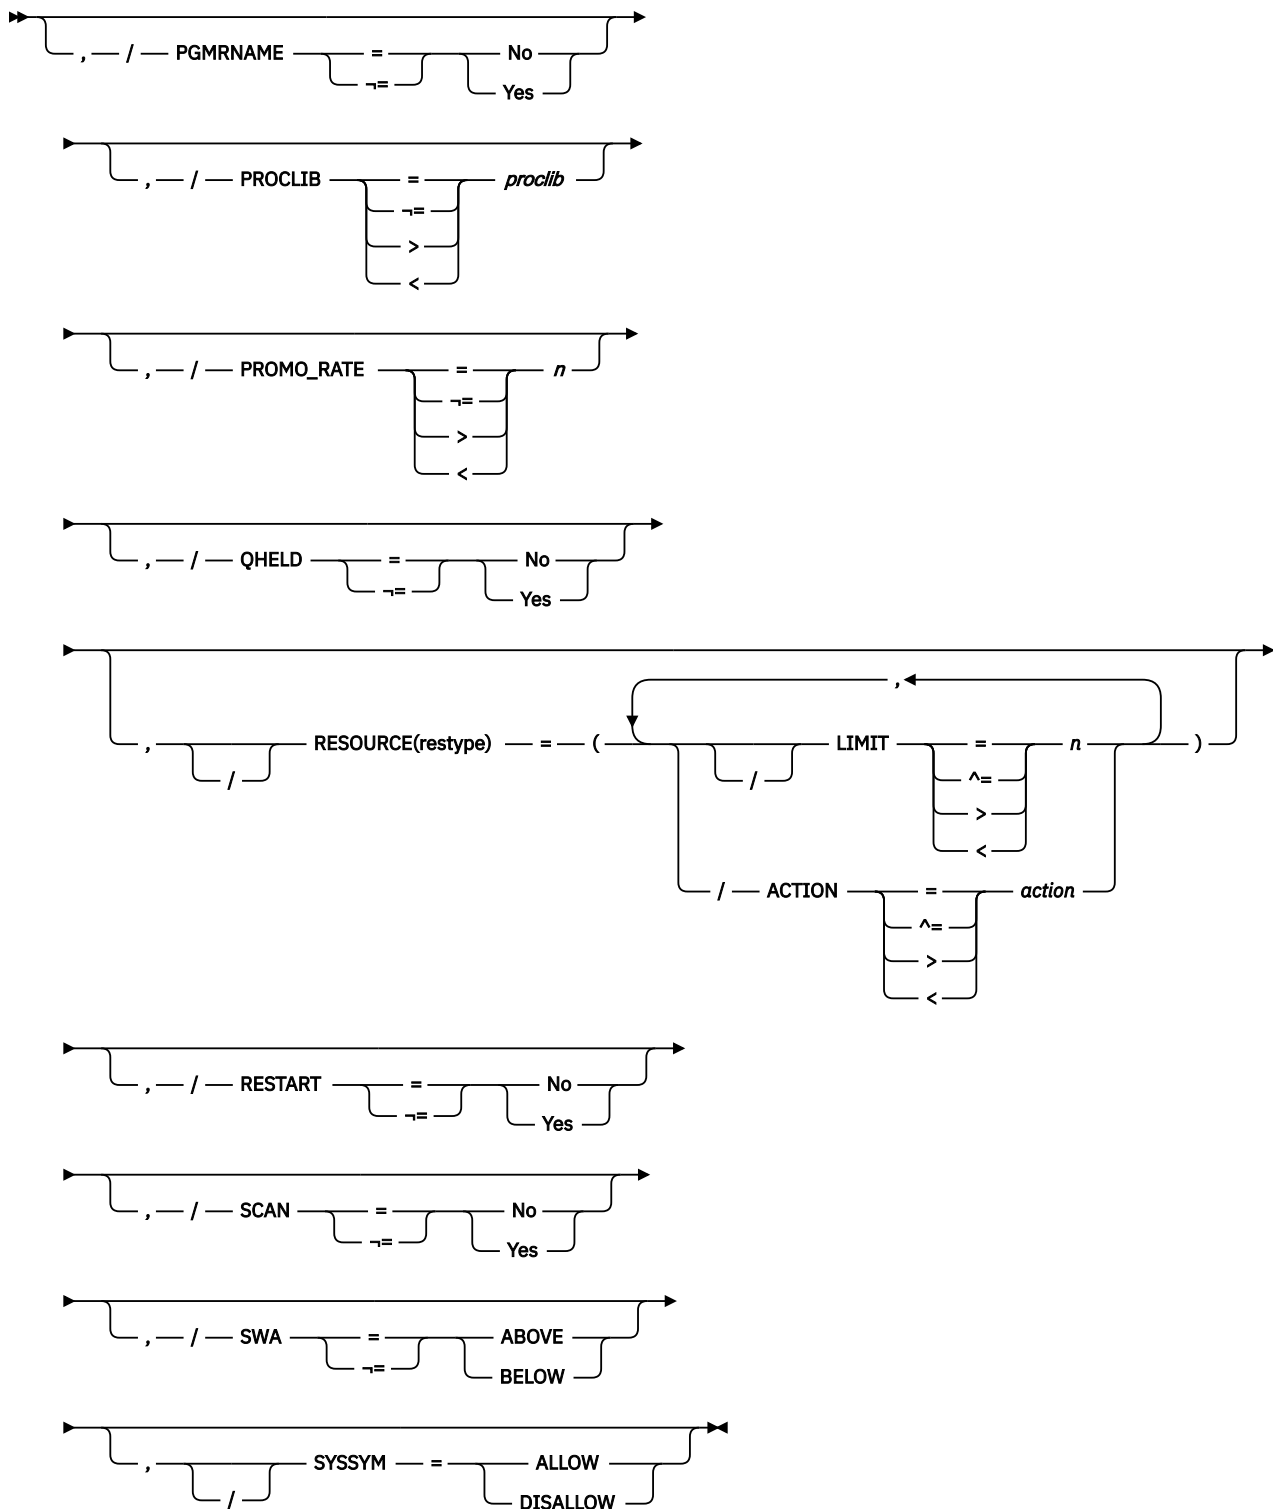 , / PGMRNAME = No
¬= Yes
, / PROCLIB = proclib
¬=
>
<
, / PROMO_RATE = n
¬=
>
<
, / QHELD = No
¬= Yes
,
, / RESOURCE(restype) = ( / LIMIT = n )
^=
>
<
/ ACTION = action
^=
>
<
, / RESTART = No
¬= Yes
, / SCAN = No
¬= Yes
, / SWA = ABOVE
¬= BELOW
, / SYSSYM = ALLOW
DISALLOW